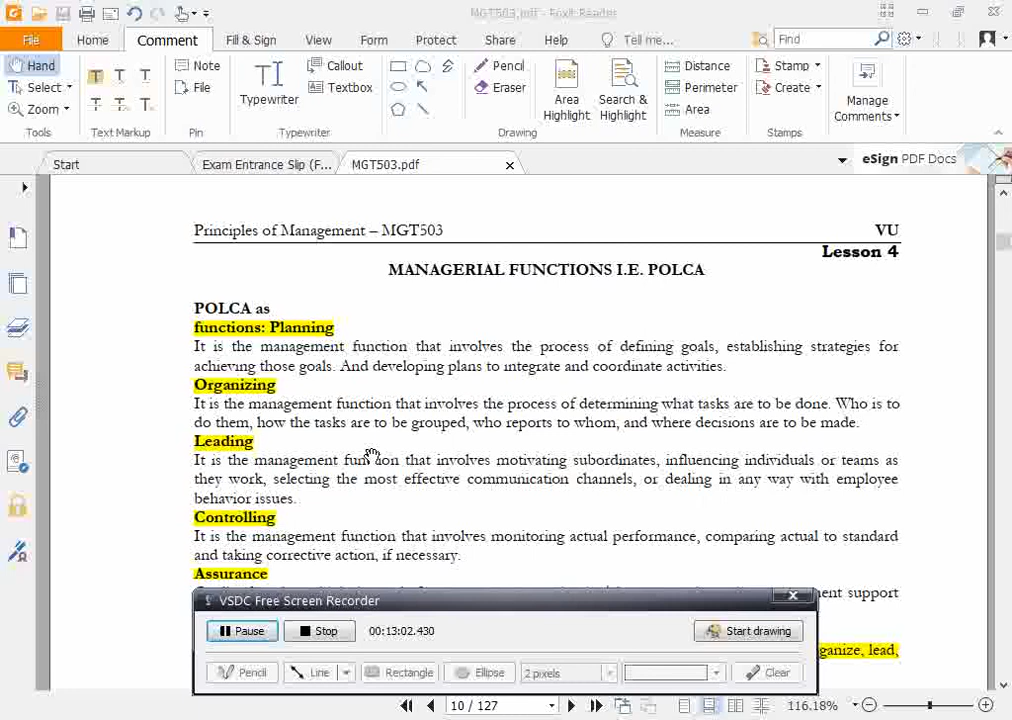 MGT503.pdf - Foxit Reader
File Home Comment Fill & Sign View Form Protect Share Help Tell me... Find
Hand Note Callout Pencil Distance Stamp
Select File Typewriter Textbox Eraser Area Highlight Search & Highlight Perimeter Create Manage Comments
Zoom Area
Tools Text Markup Pin Typewriter Drawing Measure Stamps
Start Exam Entrance Slip (F... MGT503.pdf eSign PDF Docs
Principles of Management – MGT503 VU
Lesson 4
MANAGERIAL FUNCTIONS I.E. POLCA
POLCA as
functions: Planning
It is the management function that involves the process of defining goals, establishing strategies for
achieving those goals. And developing plans to integrate and coordinate activities.
Organizing
It is the management function that involves the process of determining what tasks are to be done. Who is to
do them, how the tasks are to be grouped, who reports to whom, and where decisions are to be made.
Leading
It is the management function that involves motivating subordinates, influencing individuals or teams as
they work, selecting the most effective communication channels, or dealing in any way with employee
behavior issues.
Controlling
It is the management function that involves monitoring actual performance, comparing actual to standard
and taking corrective action, if necessary.
Assurance
support
VSDC Free Screen Recorder
Pause Stop 00:13:02.430 Start drawing
lead,
Pencil Line Rectangle Ellipse 2 pixels Clear
10 / 127 116.18%